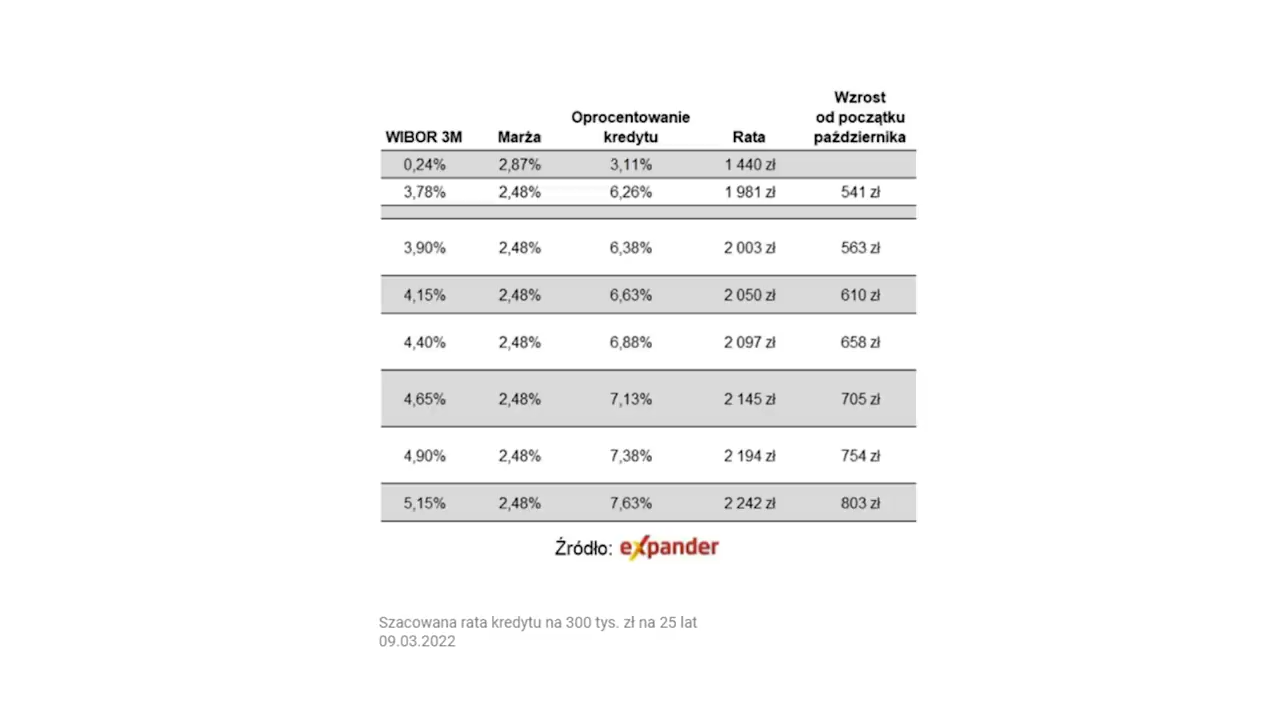 Wzrost
od początku
października
Oprocentowanie
kredytu
WIBOR 3M Marża Rata
0,24% 2,87% 3,11% 1 440 zł
3,78% 2,48% 6,26% 1 981 zł 541 zł
3,90% 2,48% 6,38% 2 003 zł 563 zł
4,15% 2,48% 6,63% 2 050 zł 610 zł
4,40% 2,48% 6,88% 2 097 zł 658 zł
4,65% 2,48% 7,13% 2 145 zł 705 zł
4,90% 2,48% 7,38% 2 194 zł 754 zł
5,15% 2,48% 7,63% 2 242 zł 803 zł
Źródło: expander
Szacowana rata kredytu na 300 tys. zł na 25 lat
09.03.2022